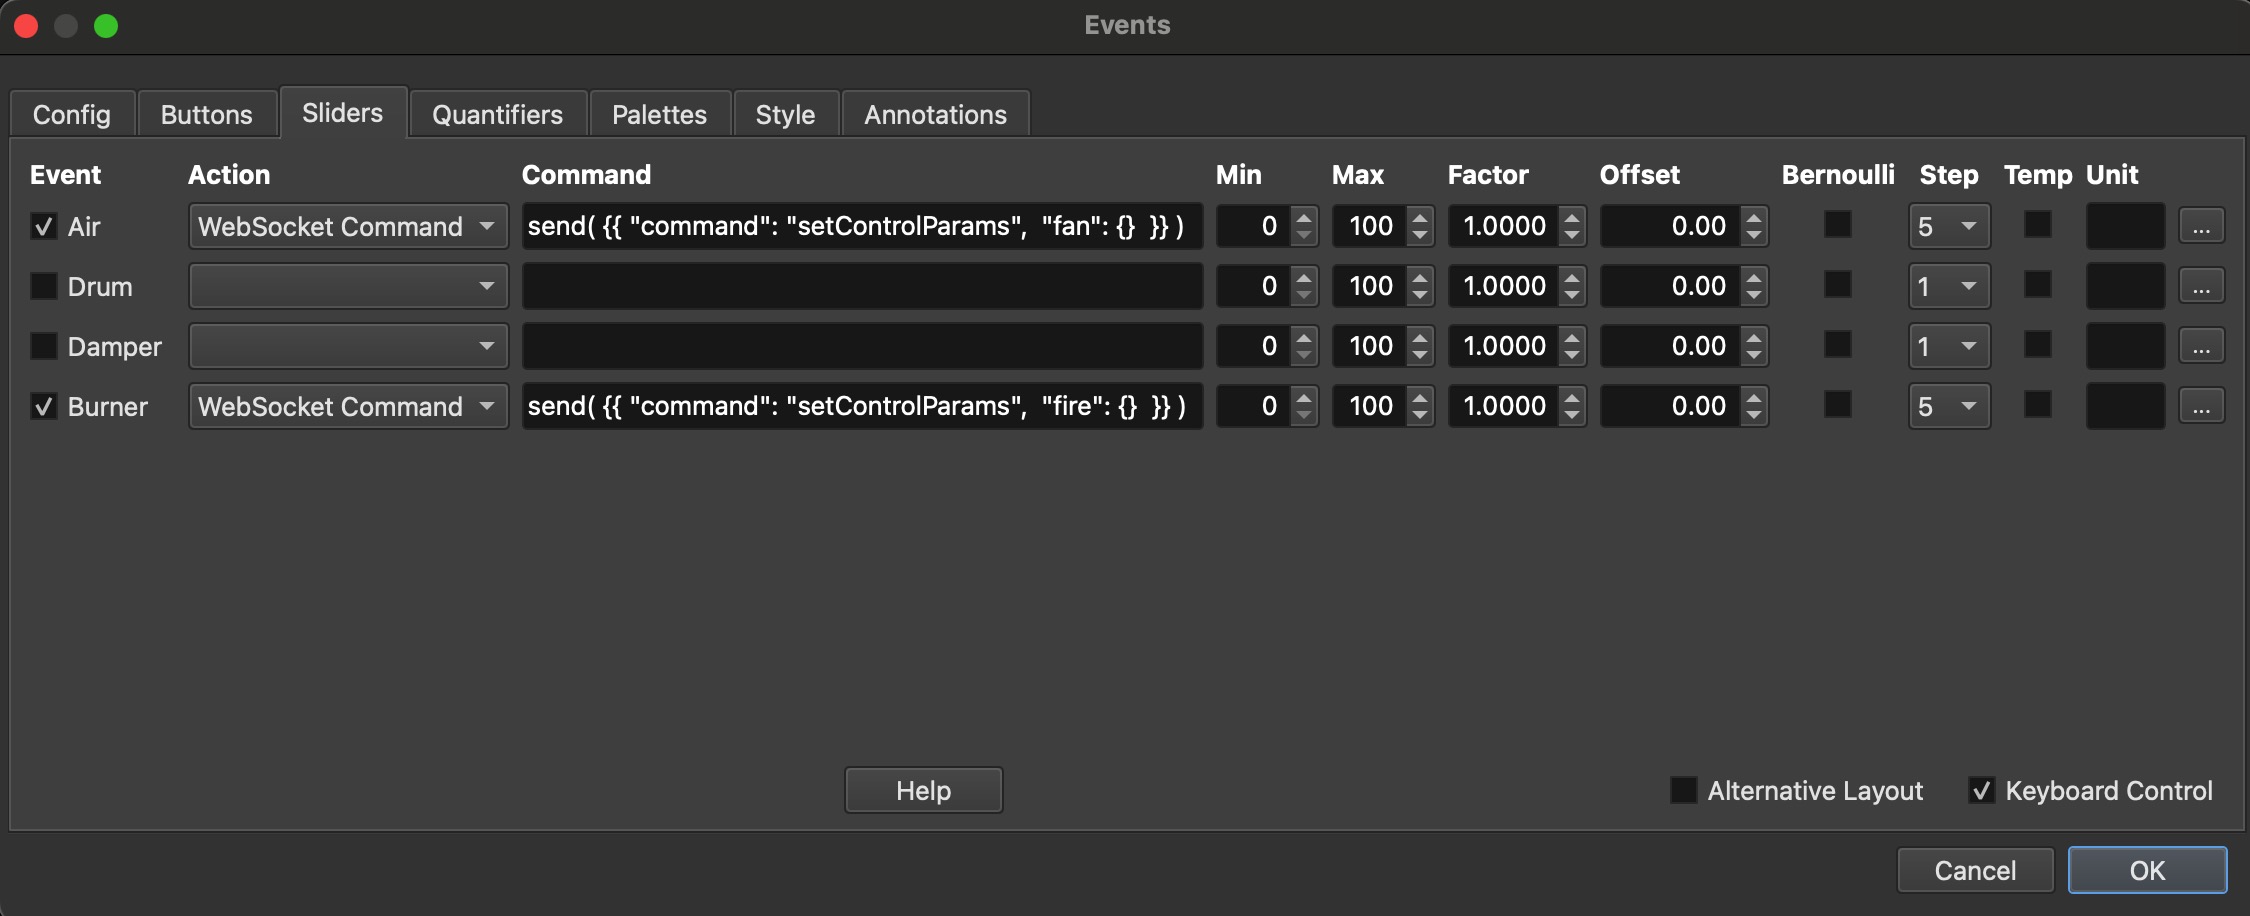 Events
Config Buttons Sliders Quantifiers Palettes Style Annotations
Event Action Command Min Max Factor Offset Bernoulli Step Temp Unit
Air WebSocket Command send( {{ "command": "setControlParams", "fan": {} }} ) 0 100 1.0000 0.00 5 ...
Drum 0 100 1.0000 0.00 1 ...
Damper 0 100 1.0000 0.00 1 ...
Burner WebSocket Command send( {{ "command": "setControlParams", "fire": {} }} ) 0 100 1.0000 0.00 5 ...
Help Alternative Layout Keyboard Control
Cancel OK